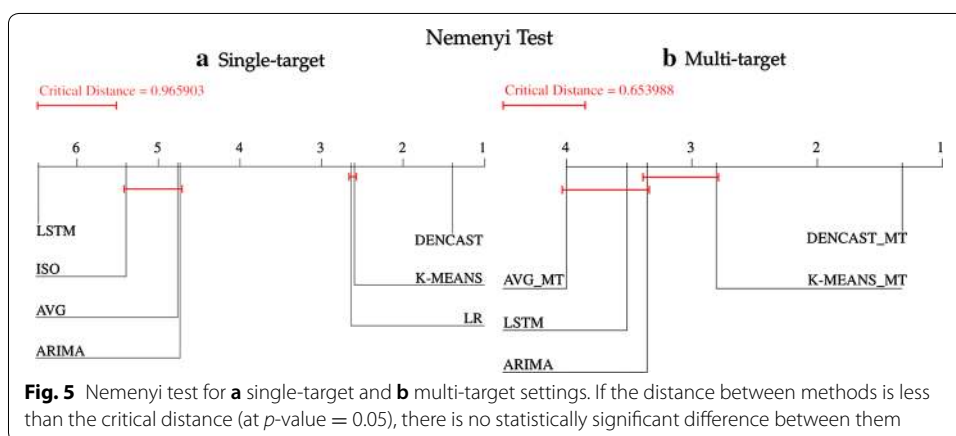 Nemenyi Test
a Single-target
b Multi-target
Critical Distance = 0.965903
6 5 4 3 2 1
LSTM
ISO
AVG
ARIMA
DENCAST
K-MEANS
LR
Critical Distance = 0.653988
4 3 2 1
AVG_MT
LSTM
ARIMA
DENCAST_MT
K-MEANS_MT
Fig. 5 Nemenyi test for a single-target and b multi-target settings. If the distance between methods is less
than the critical distance (at p-value = 0.05), there is no statistically significant difference between them